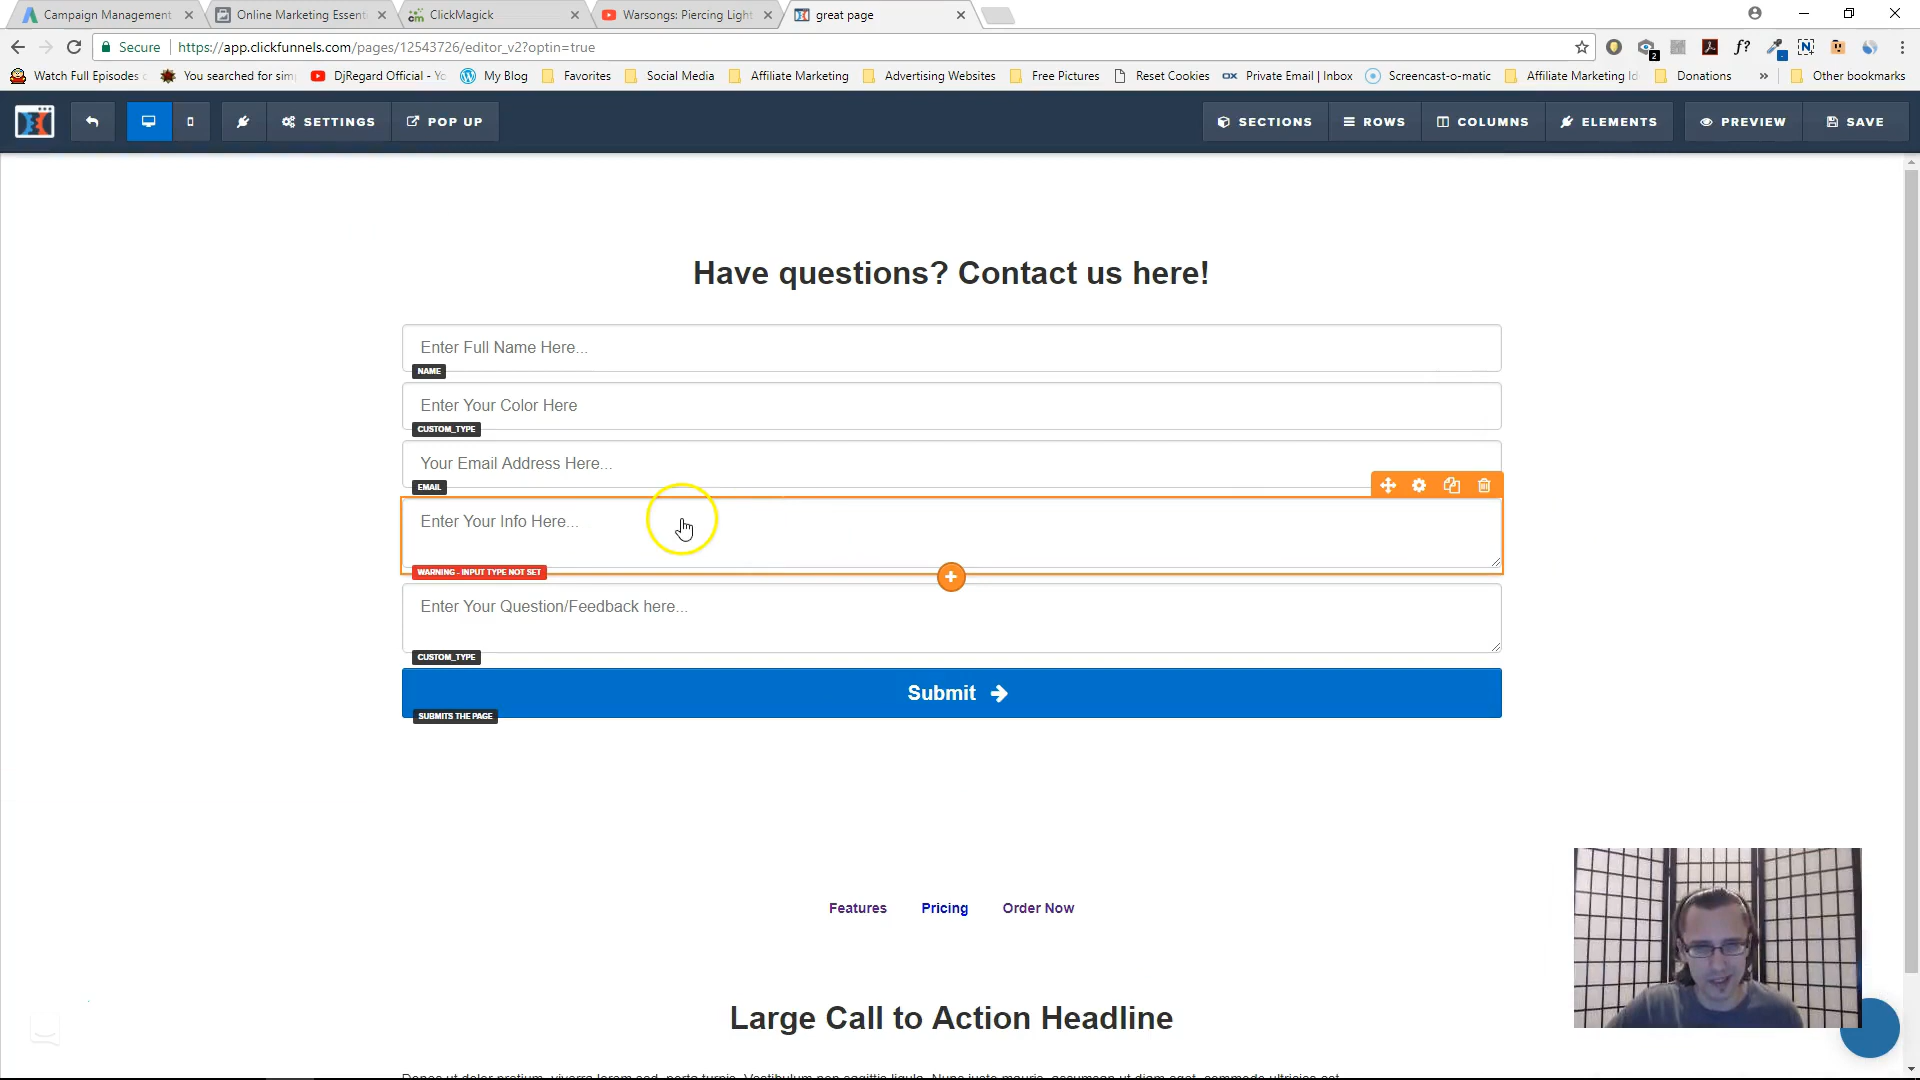 Campaign Management
Online Marketing Essent
ClickMagick
Warsongs: Piercing Light
great page
Secure
https://app.clickfunnels.com/pages/12543726/editor_v2?optin=true
Watch Full Episodes
You searched for sim
DjRegard Official - Yo
My Blog
Favorites
Social Media
Affiliate Marketing
Advertising Websites
Free Pictures
Reset Cookies
Private Email | Inbox
Screencast-o-matic
Affiliate Marketing Id
Donations
»
Other bookmarks
SETTINGS
POP UP
SECTIONS
ROWS
COLUMNS
ELEMENTS
PREVIEW
SAVE
Have questions? Contact us here!
Enter Full Name Here...
NAME
Enter Your Color Here
CUSTOM_TYPE
Your Email Address Here...
EMAIL
Enter Your Info Here...
WARNING - INPUT TYPE NOT SET
Enter Your Question/Feedback here...
CUSTOM_TYPE
Submit
SUBMITS THE PAGE
Features Pricing Order Now
Large Call to Action Headline